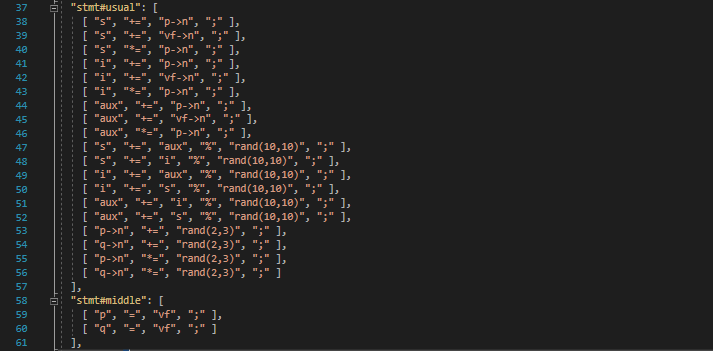 37 "stmt#usual": [
38 [ "s", "+=", "p->n", ";" ],
39 [ "s", "+=", "vf->n", ";" ],
40 [ "s", "*=", "p->n", ";" ],
41 [ "i", "+=", "p->n", ";" ],
42 [ "i", "+=", "vf->n", ";" ],
43 [ "i", "*=", "p->n", ";" ],
44 [ "aux", "+=", "p->n", ";" ],
45 [ "aux", "+=", "vf->n", ";" ],
46 [ "aux", "*=", "p->n", ";" ],
47 [ "s", "+=", "aux", "%", "rand(10,10)", ";" ],
48 [ "s", "+=", "i", "%", "rand(10,10)", ";" ],
49 [ "i", "+=", "aux", "%", "rand(10,10)", ";" ],
50 [ "i", "+=", "s", "%", "rand(10,10)", ";" ],
51 [ "aux", "+=", "i", "%", "rand(10,10)", ";" ],
52 [ "aux", "+=", "s", "%", "rand(10,10)", ";" ],
53 [ "p->n", "+=", "rand(2,3)", ";" ],
54 [ "q->n", "+=", "rand(2,3)", ";" ],
55 [ "p->n", "*=", "rand(2,3)", ";" ],
56 [ "q->n", "*=", "rand(2,3)", ";" ]
57 ],
58 "stmt#middle": [
59 [ "p", "=", "vf", ";" ],
60 [ "q", "=", "vf", ";" ]
61 ],